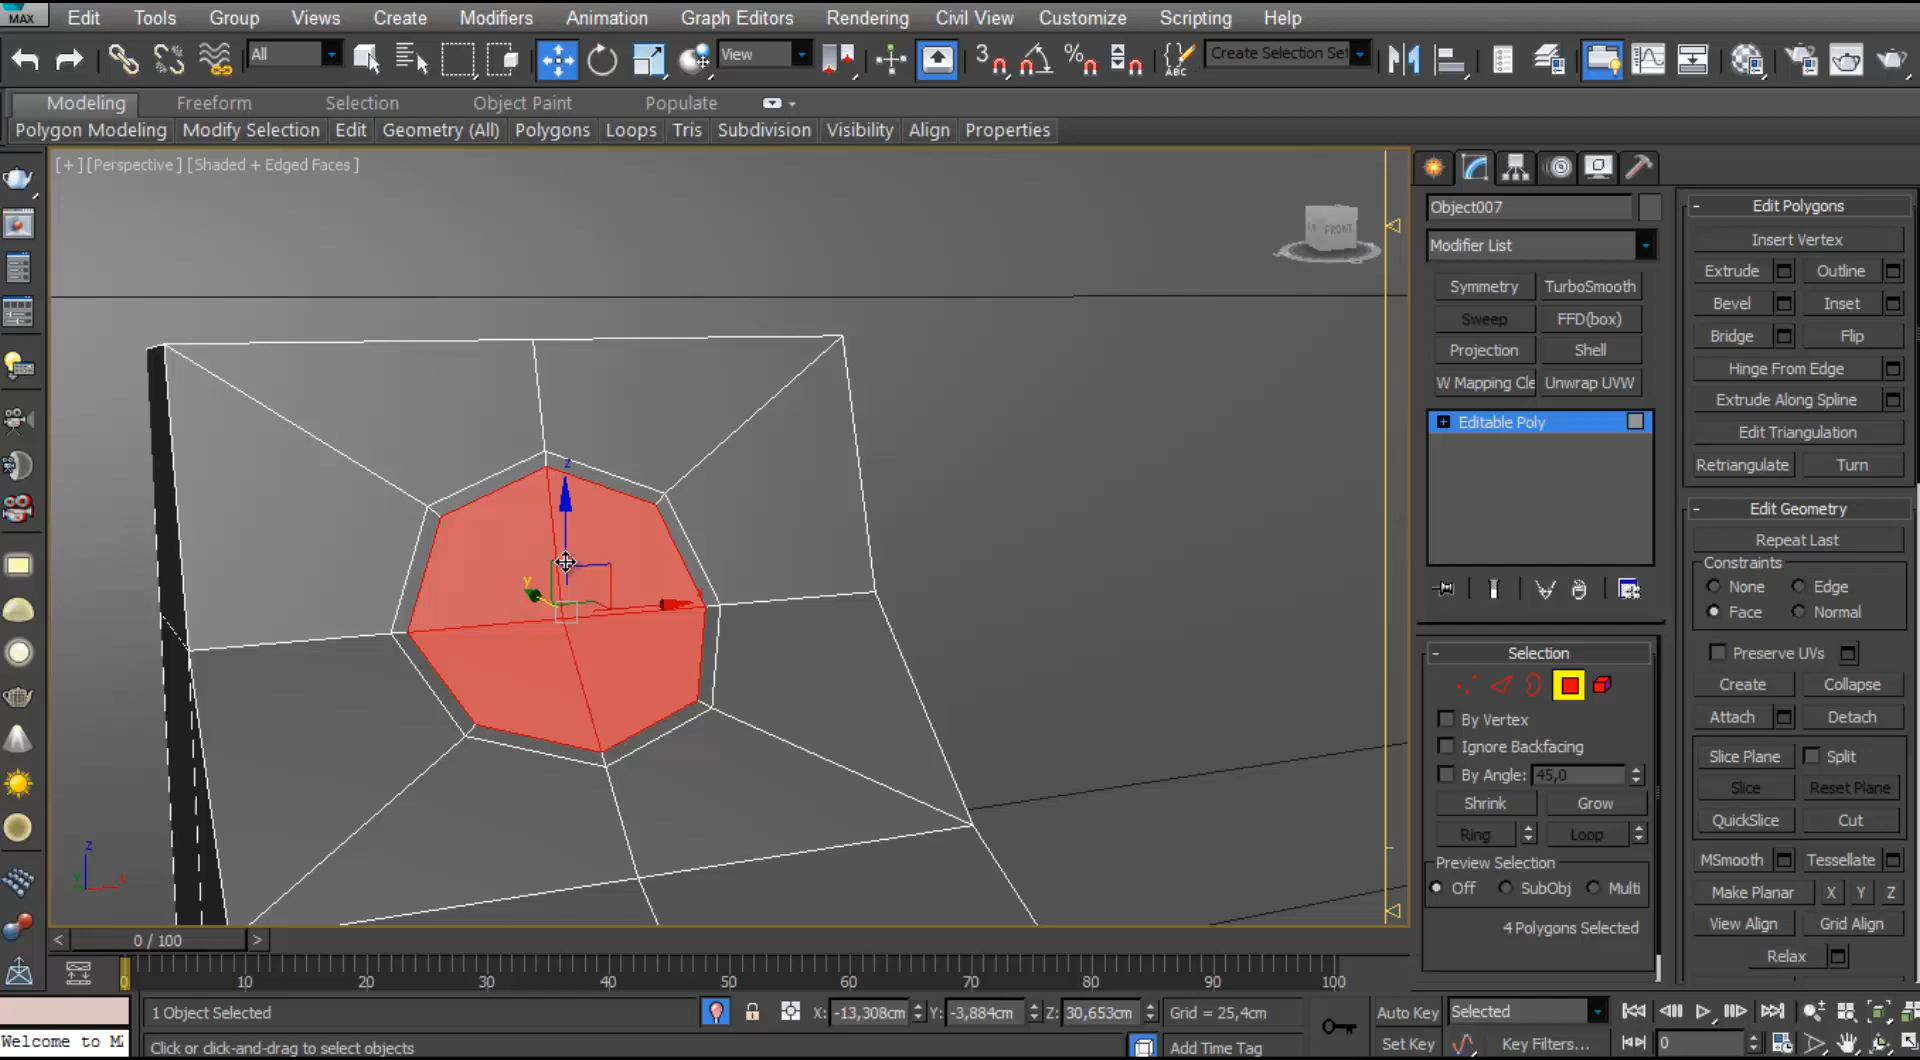 MAX Edit Tools Group Views Create Modifiers Animation Graph Editors Rendering Civil View Customize Scripting Help
All View 3 % ABC Create Selection Set
Modeling Freeform Selection Object Paint Populate
Polygon Modeling Modify Selection Edit Geometry (All) Polygons Loops Tris Subdivision Visibility Align Properties
[+][Perspective][Shaded + Edged Faces]
FRONT
z
y
z
x
Object007
Modifier List
Symmetry TurboSmooth
Sweep FFD(box)
Projection Shell
W Mapping Cle Unwrap UVW
Editable Poly
Selection
By Vertex
Ignore Backfacing
By Angle: 45,0
Shrink Grow
Ring Loop
Preview Selection
Off SubObj Multi
4 Polygons Selected
Edit Polygons
Insert Vertex
Extrude Outline
Bevel Inset
Bridge Flip
Hinge From Edge
Extrude Along Spline
Edit Triangulation
Retriangulate Turn
Edit Geometry
Repeat Last
Constraints
None Edge
Face Normal
Preserve UVs
Create Collapse
Attach Detach
Slice Plane Split
Slice Reset Plane
QuickSlice Cut
MSmooth Tessellate
Make Planar X Y Z
View Align Grid Align
Relax
< 0 / 100 >
0 10 20 30 40 50 60 70 80 90 100
1 Object Selected X: -13,308cm Y: -3,884cm Z: 30,653cm Grid = 25,4cm Auto Key Selected
Welcome to M Click or click-and-drag to select objects Add Time Tag Set Key Key Filters... 0